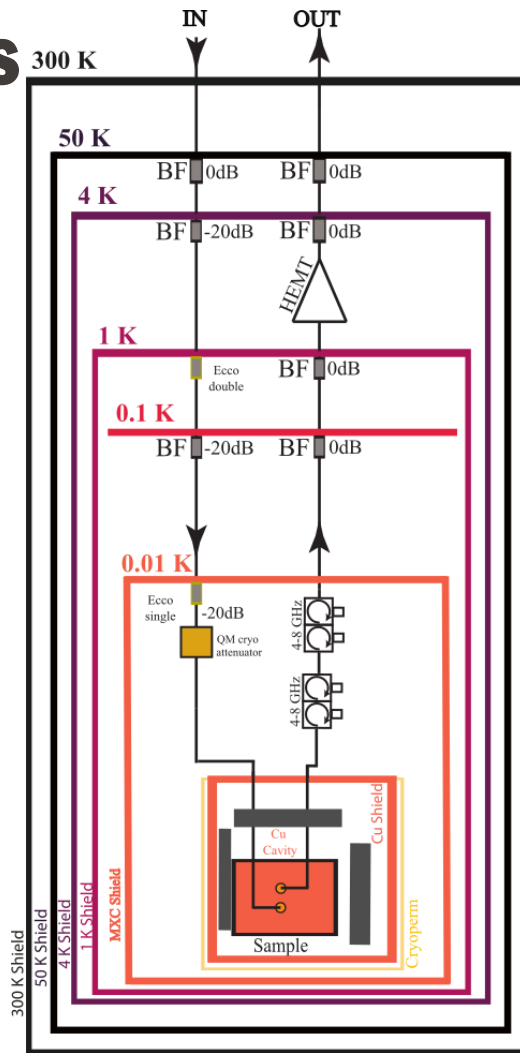 s
IN
OUT
300 K
50 K
BF 0dB
BF 0dB
4 K
BF -20dB
BF 0dB
HEMT
1 K
Ecco
double
BF 0dB
0.1 K
BF -20dB
BF 0dB
0.01 K
Ecco
single
-20dB
QM cryo
attenuator
4-8 GHz
4-8 GHz
Cu
Cavity
Cu Shield
Sample
Cryoperm
MXC Shield
1 K Shield
4 K Shield
50 K Shield
300 K Shield